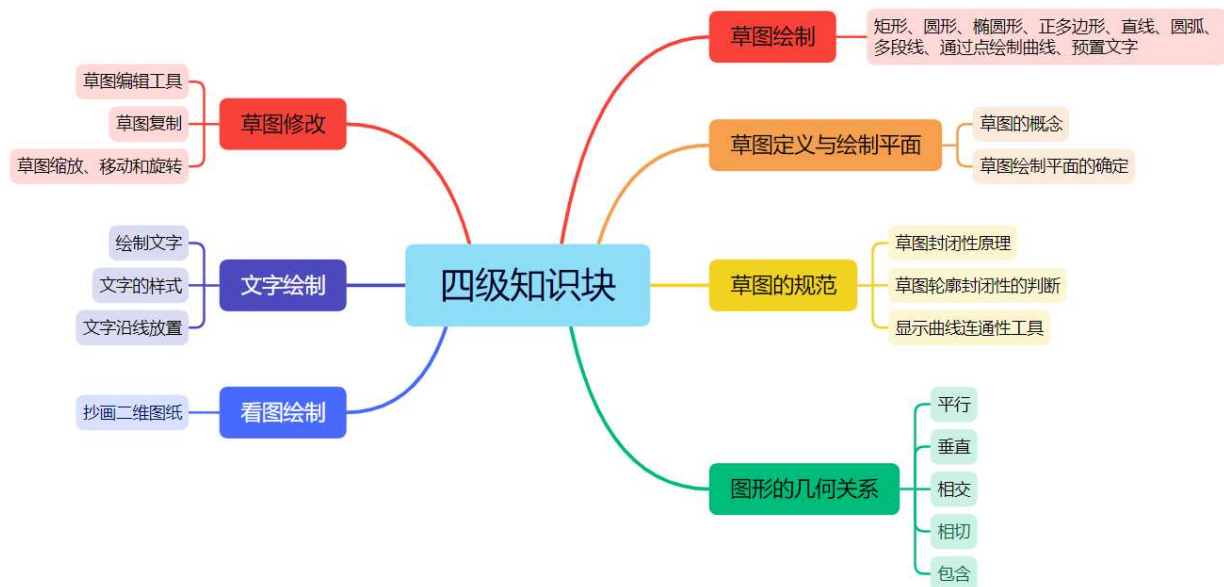 四级知识块
草图绘制
矩形、圆形、椭圆形、正多边形、直线、圆弧、
多段线、通过点绘制曲线、预置文字
草图定义与绘制平面
草图的概念
草图绘制平面的确定
草图的规范
草图封闭性原理
草图轮廓封闭性的判断
显示曲线连通性工具
图形的几何关系
平行
垂直
相交
相切
包含
草图修改
草图编辑工具
草图复制
草图缩放、移动和旋转
文字绘制
绘制文字
文字的样式
文字沿线放置
看图绘制
抄画二维图纸